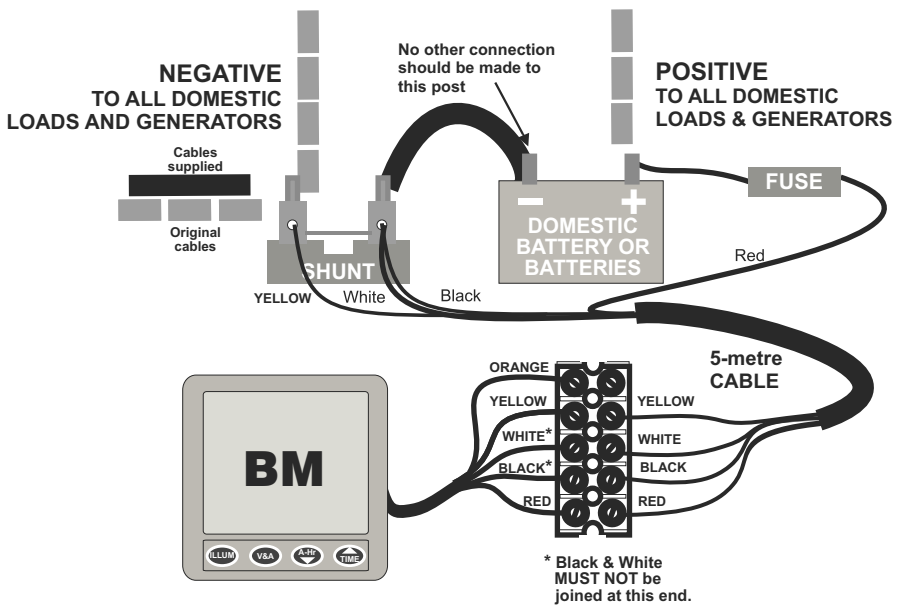 No other connection
should be made to
this post
NEGATIVE
TO ALL DOMESTIC
LOADS AND GENERATORS
POSITIVE
TO ALL DOMESTIC
LOADS & GENERATORS
Cables
supplied
Original
cables
FUSE
DOMESTIC
BATTERY OR
BATTERIES
SHUNT
Red
YELLOW
White
Black
5-metre
CABLE
ORANGE
YELLOW
WHITE*
BLACK*
RED
YELLOW
WHITE
BLACK
RED
BM
ILLUM
V&A
A-Hr
TIME
* Black & White
MUST NOT be
joined at this end.